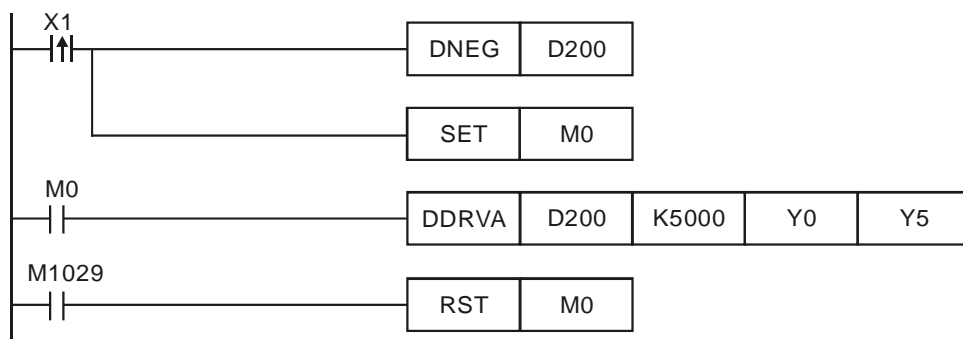 X1
DNEG D200
SET M0
M0
DDRVA D200 K5000 Y0 Y5
M1029
RST M0